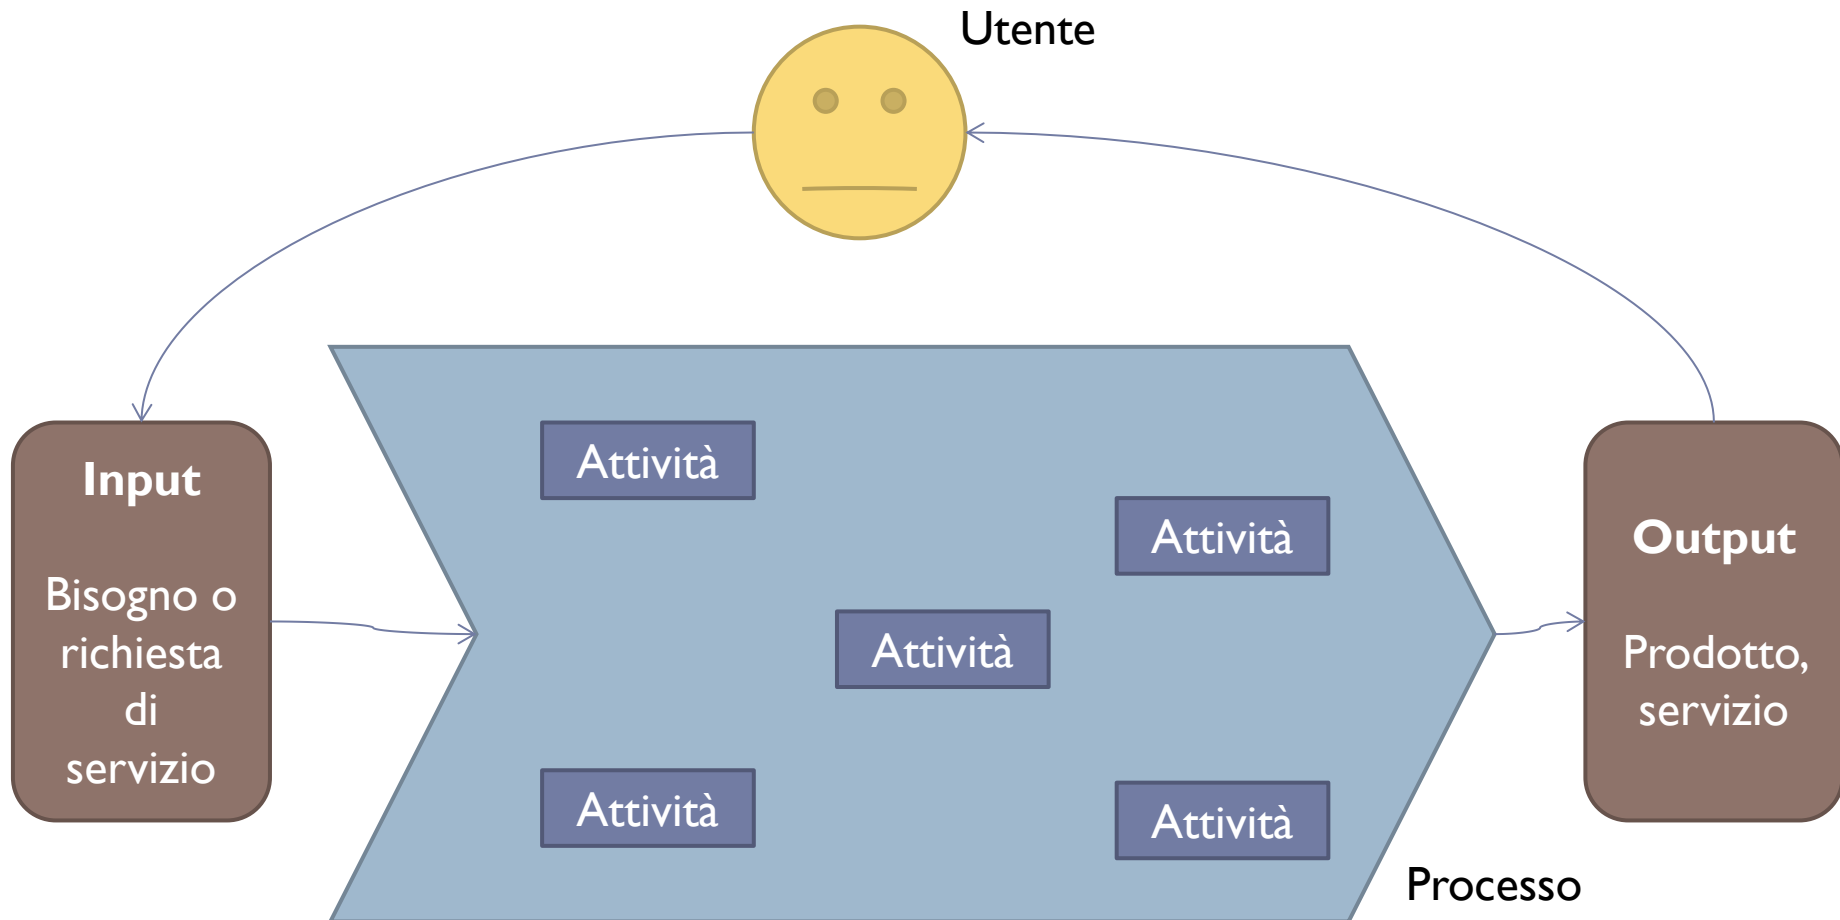 Utente
Input
Bisogno o
richiesta
di
servizio
Attività
Attività
Attività
Attività
Attività
Output
Prodotto,
servizio
Processo